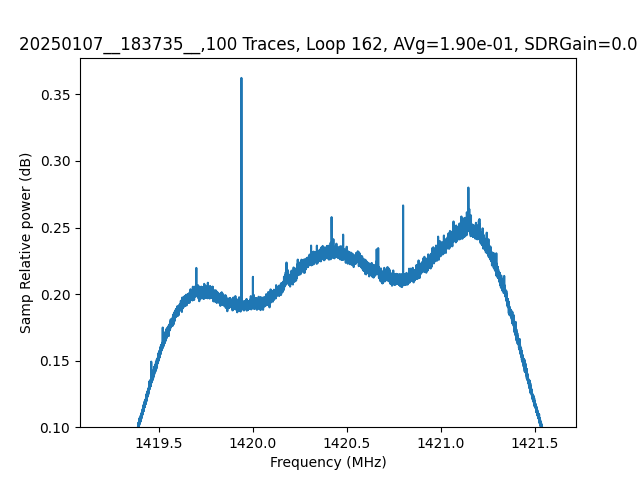 20250107__183735__,100 Traces, Loop 162, AVg=1.90e-01, SDRGain=0.0
0.35
0.30
0.25
0.20
0.15
0.10
Samp Relative power (dB)
1419.5 1420.0 1420.5 1421.0 1421.5
Frequency (MHz)